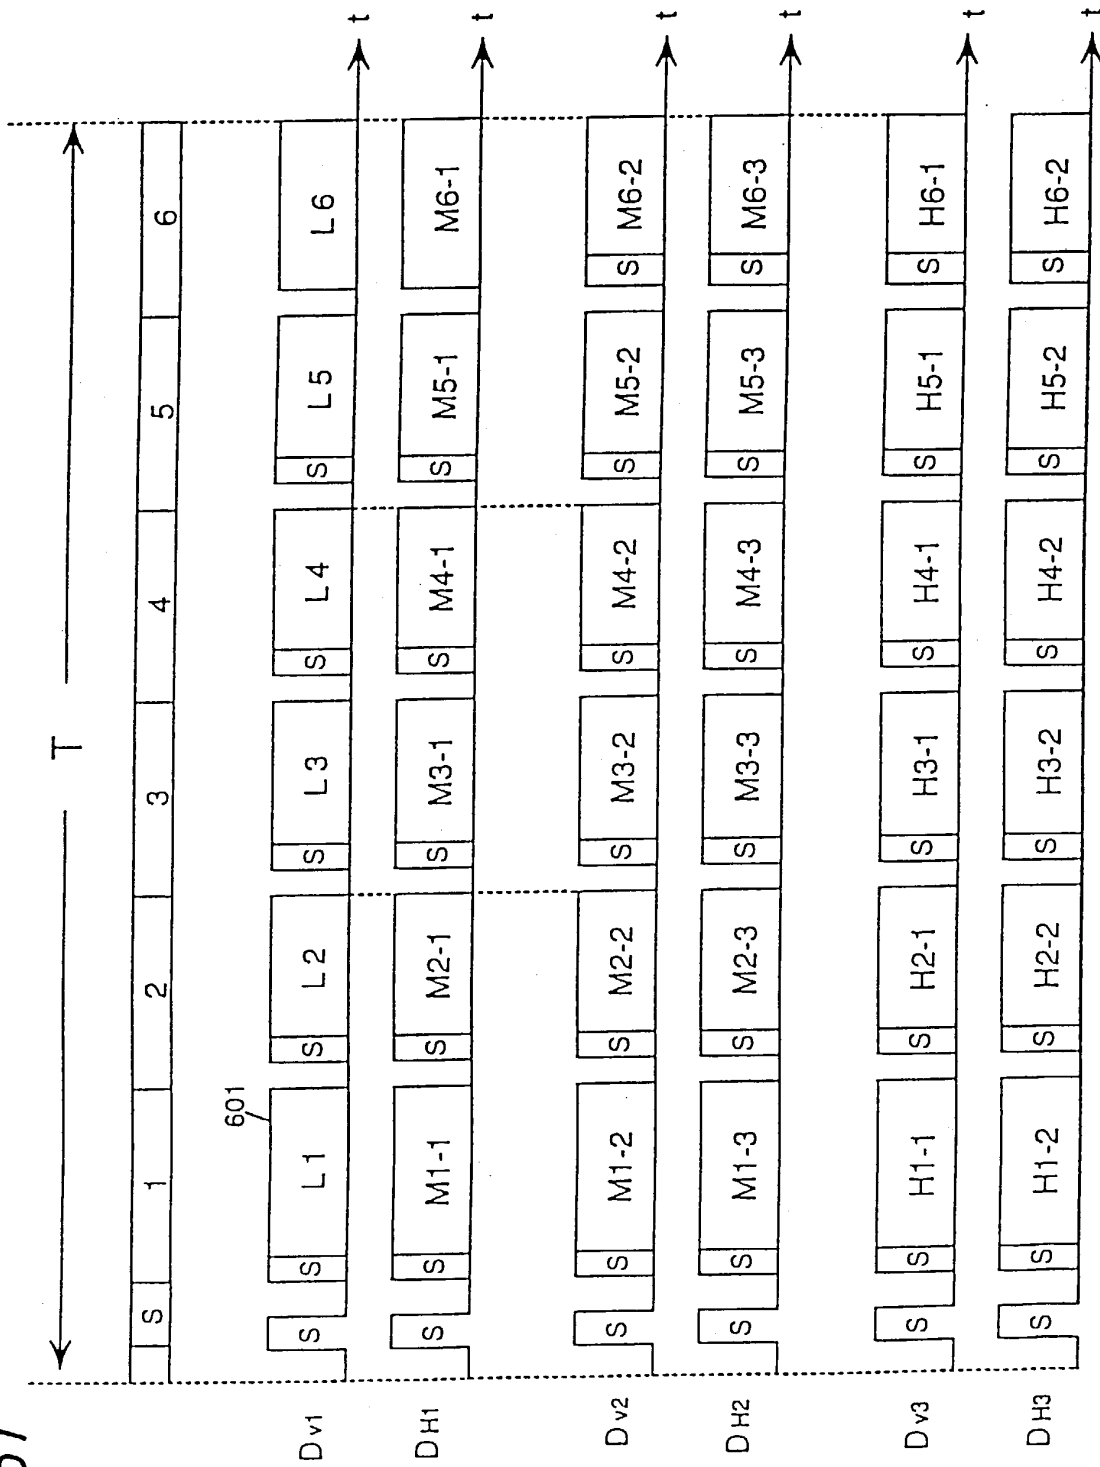 T
S 1 2 3 4 5 6
601
Dv1 S S L1 S L2 S L3 S L4 S L5 L6 t
DH1 S S M1-1 S M2-1 S M3-1 S M4-1 S M5-1 M6-1 t
Dv2 S S M1-2 S M2-2 S M3-2 S M4-2 S M5-2 S M6-2 t
DH2 S S M1-3 S M2-3 S M3-3 S M4-3 S M5-3 S M6-3 t
Dv3 S S H1-1 S H2-1 S H3-1 S H4-1 S H5-1 S H6-1 t
DH3 S S H1-2 S H2-2 S H3-2 S H4-2 S H5-2 S H6-2 t